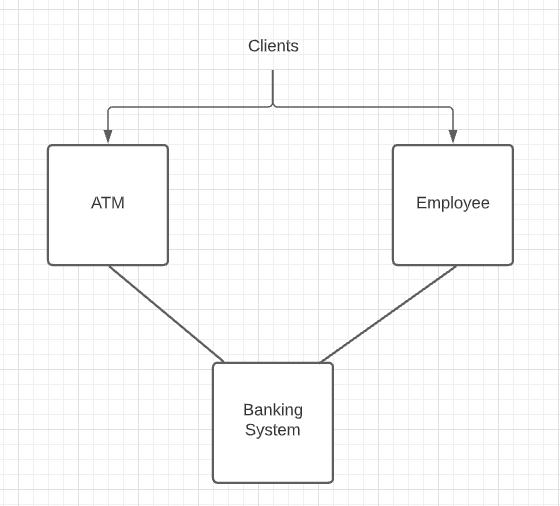 Clients
ATM
Employee
Banking
System